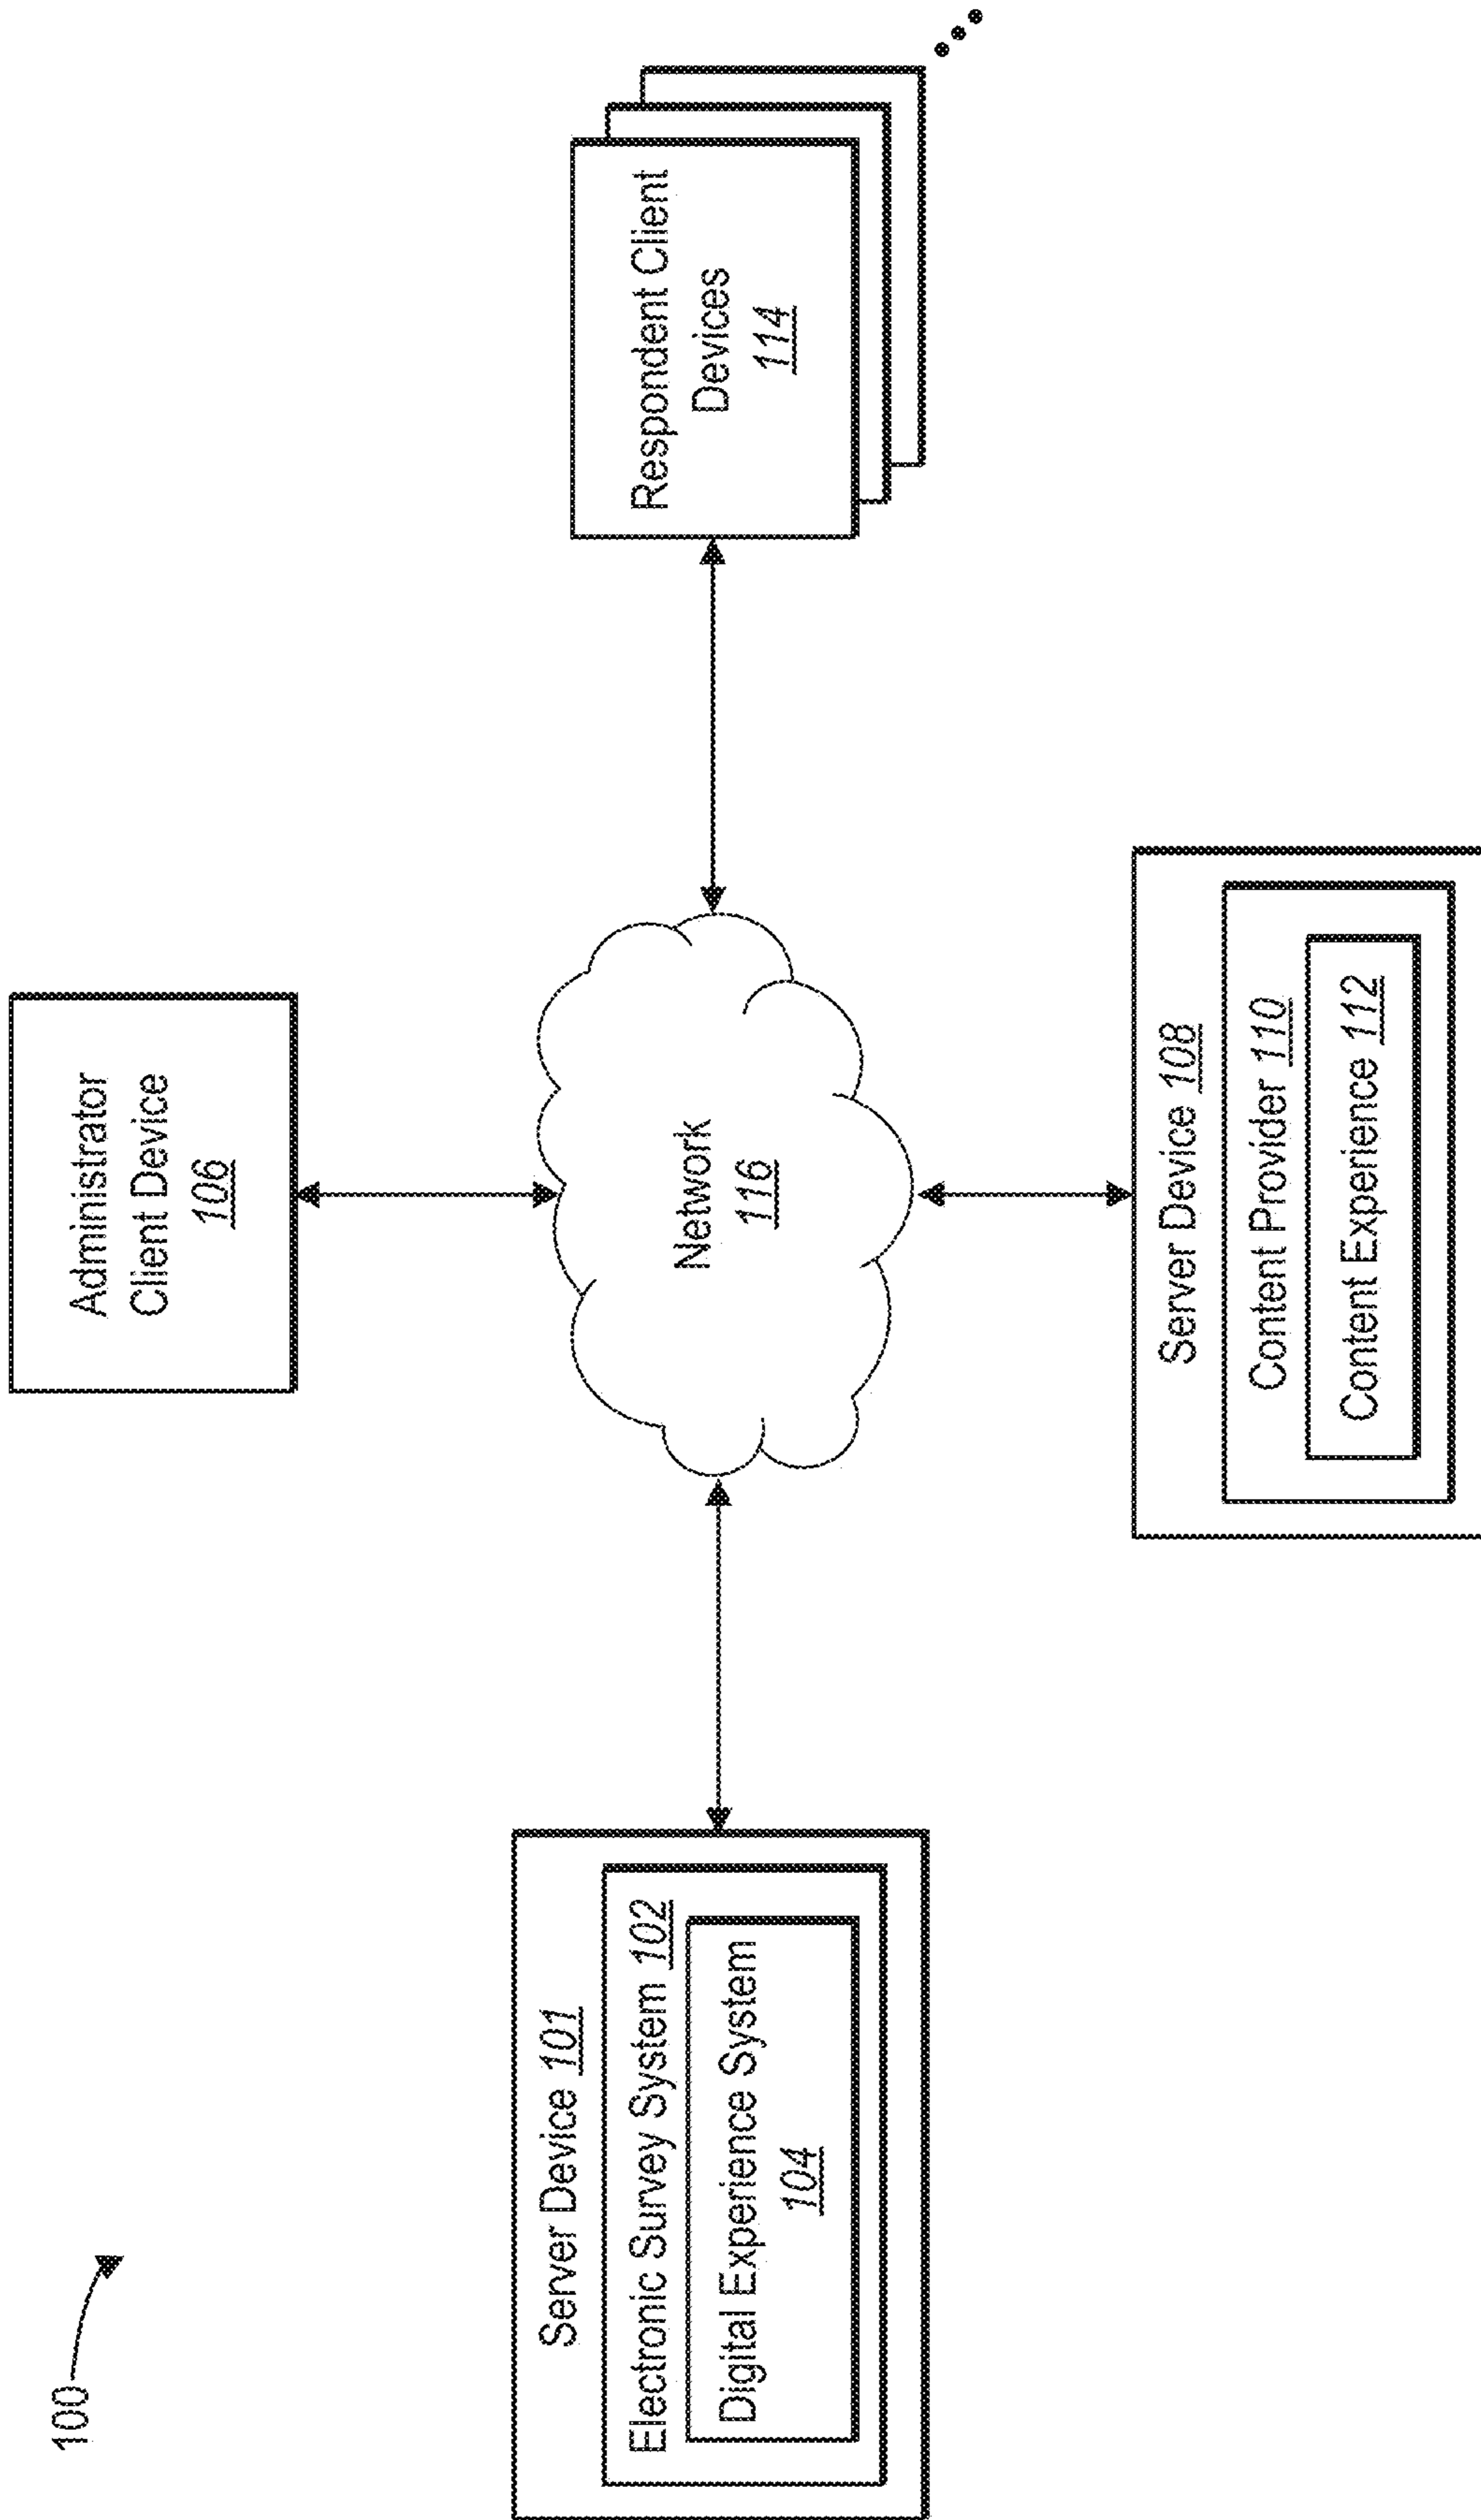 100
Administrator
Client Device
106
Server Device 101
Electronic Survey System 102
Digital Experience System
104
Network
116
Respondent Client
Devices
114
Server Device 108
Content Provider 110
Content Experience 112